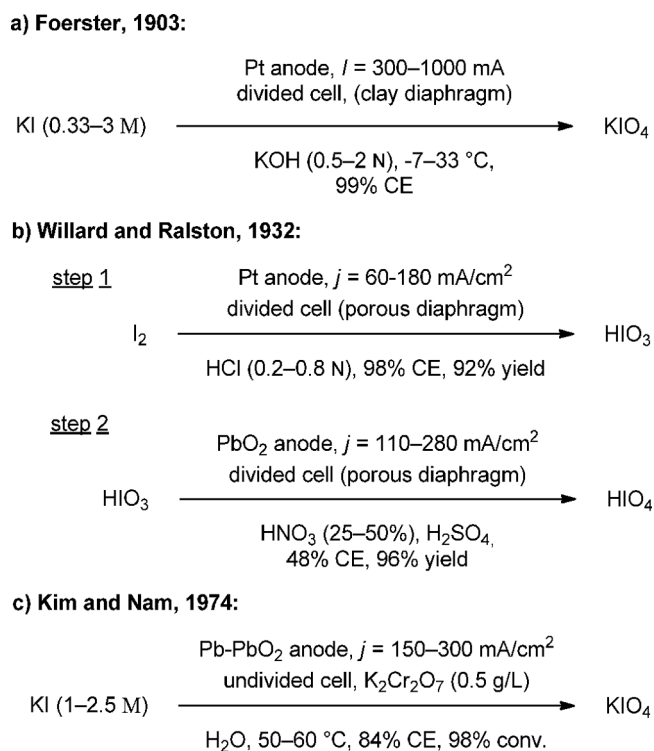 a) Foerster, 1903:
Pt anode, I = 300–1000 mA
divided cell, (clay diaphragm)
KI (0.33–3 M)
KIO4
KOH (0.5–2 N), -7–33 °C,
99% CE
b) Willard and Ralston, 1932:
step 1
Pt anode, j = 60-180 mA/cm²
divided cell (porous diaphragm)
I₂
HIO₃
HCl (0.2–0.8 N), 98% CE, 92% yield
step 2
PbO₂ anode, j = 110–280 mA/cm²
divided cell (porous diaphragm)
HIO₃
HIO₄
HNO₃ (25–50%), H₂SO₄,
48% CE, 96% yield
c) Kim and Nam, 1974:
Pb-PbO₂ anode, j = 150–300 mA/cm²
undivided cell, K₂Cr₂O₇ (0.5 g/L)
KI (1–2.5 M)
KIO₄
H₂O, 50–60 °C, 84% CE, 98% conv.